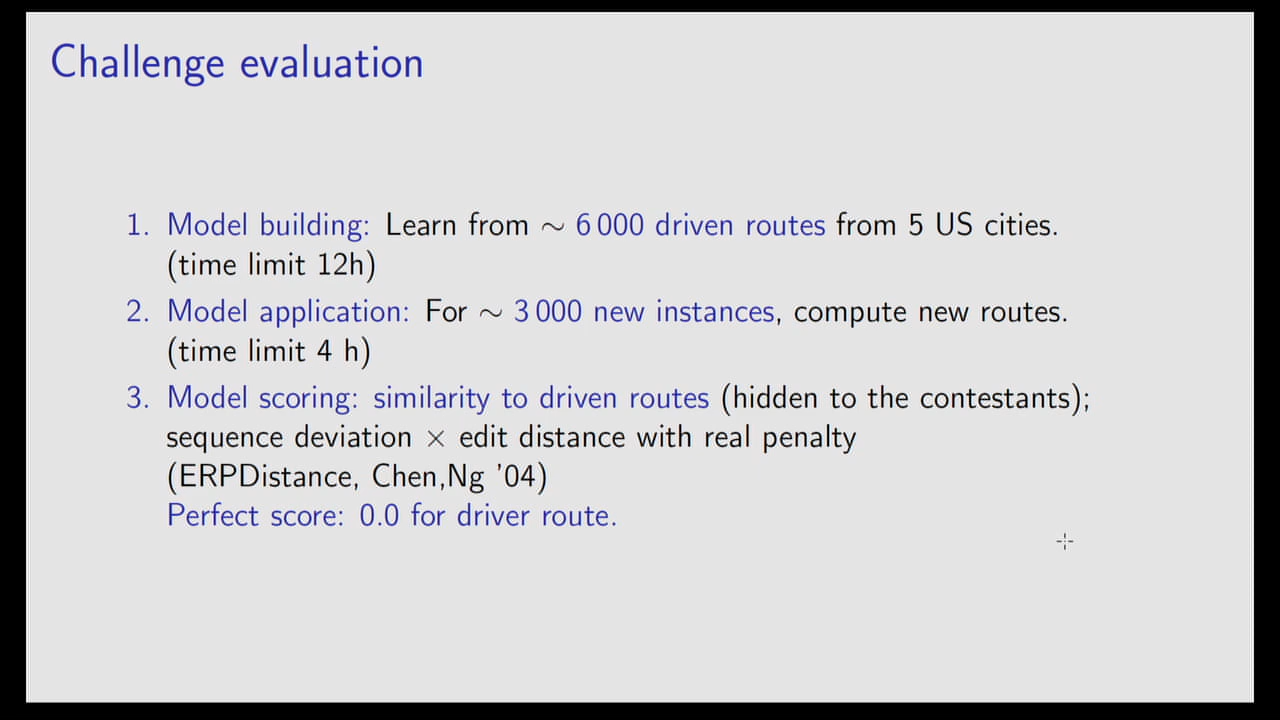 Challenge evaluation
1. Model building: Learn from ∼ 6 000 driven routes from 5 US cities.
(time limit 12h)
2. Model application: For ∼ 3 000 new instances, compute new routes.
(time limit 4 h)
3. Model scoring: similarity to driven routes (hidden to the contestants);
sequence deviation × edit distance with real penalty
(ERPDistance, Chen,Ng ’04)
Perfect score: 0.0 for driver route.